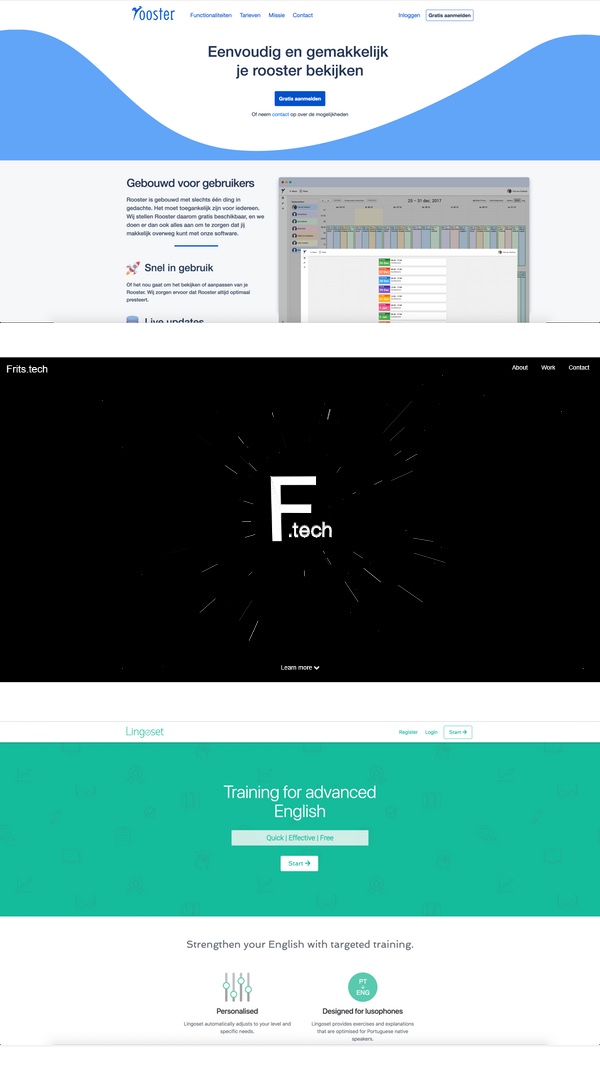 rooster Functionaliteiten Tarieven Missie Contact Inloggen Gratis aanmelden
Eenvoudig en gemakkelijk
je rooster bekijken
Gratis aanmelden
Of neem contact op over de mogelijkheden
Gebouwd voor gebruikers
Rooster is gebouwd met slechts één ding in
gedachte. Het moet toegankelijk zijn voor iedereen.
Wij stellen Rooster daarom gratis beschikbaar, en we
doen er dan ook alles aan om te zorgen dat jij
makkelijk overweg kunt met onze software.
25 – 31 dec. 2017
Snel in gebruik
Of het nou gaat om het bekijken of aanpassen van je
Rooster. Wij zorgen ervoor dat Rooster altijd optimaal
presteert.
Live updates
Frits.tech About Work Contact
F.tech
Learn more
Lingoset Register Login Start
Training for advanced
English
Quick | Effective | Free
Start
Strengthen your English with targeted training.
PT
ENG
Personalised
Lingoset automatically adjusts to your level and
specific needs.
Designed for lusophones
Lingoset provides exercises and explanations
that are optimised for Portuguese native
speakers.